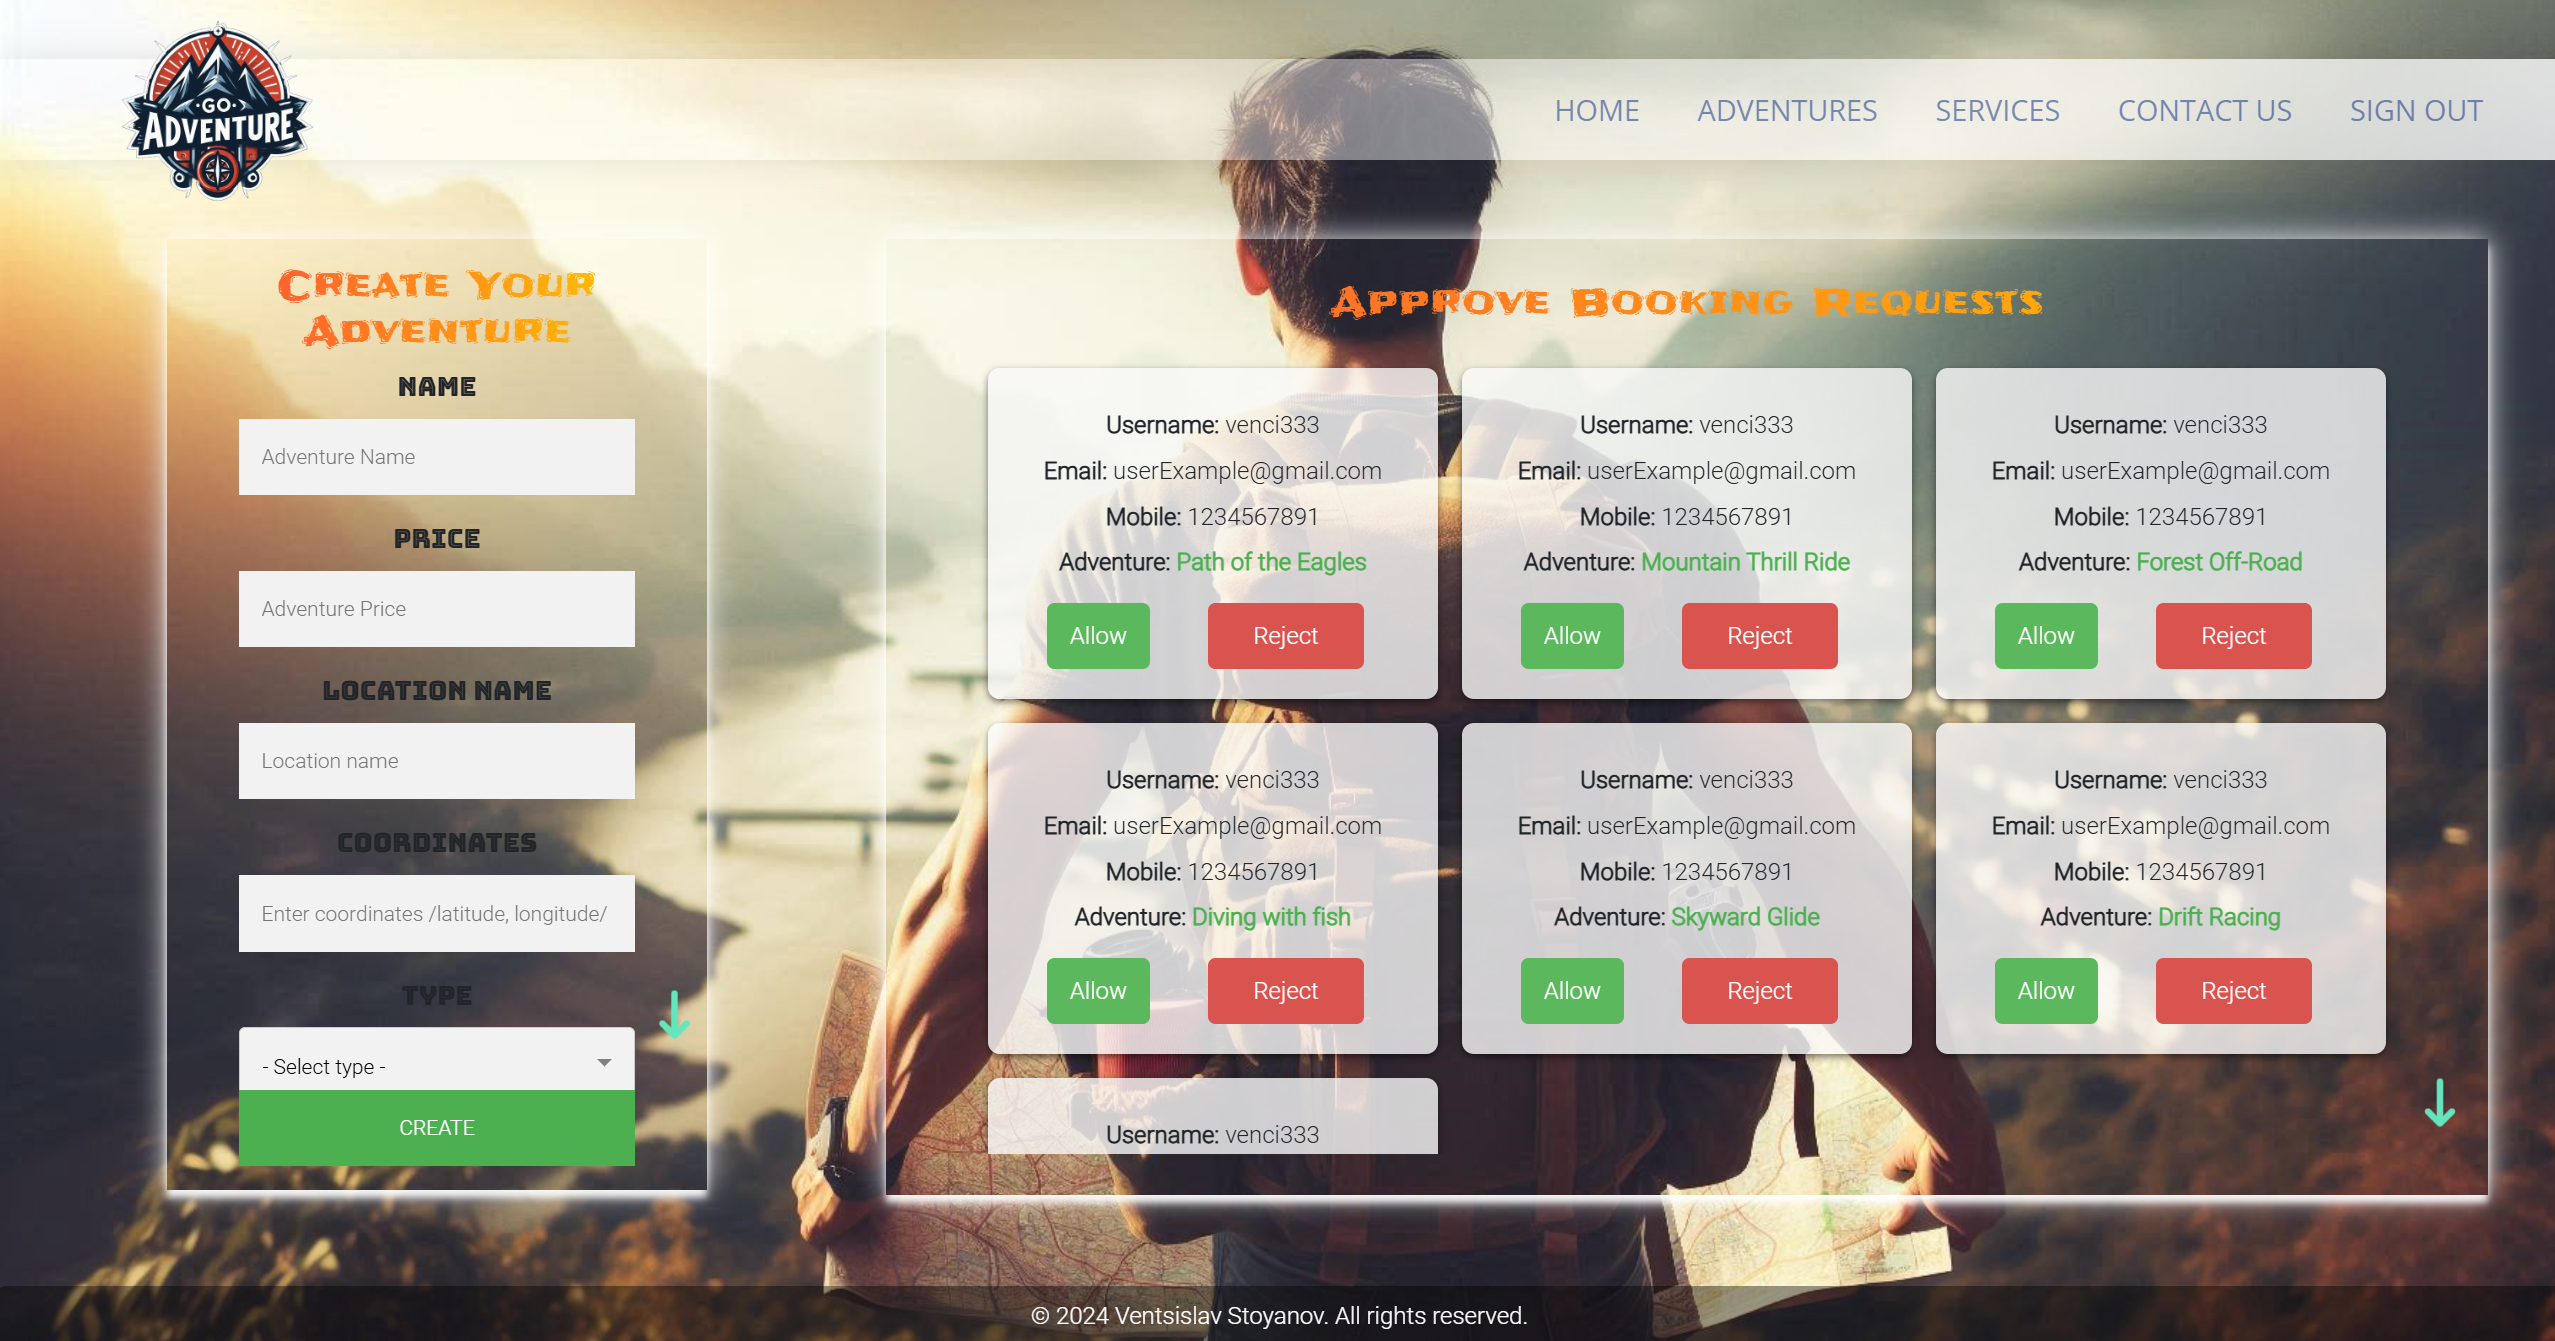 GO
ADVENTURE
HOME
ADVENTURES
SERVICES
CONTACT US
SIGN OUT
Create Your
Adventure
NAME
Adventure Name
PRICE
Adventure Price
LOCATION NAME
Location name
COORDINATES
Enter coordinates /latitude, longitude/
TYPE
- Select type -
CREATE
Approve Booking Requests
Username: venci333
Email: userExample@gmail.com
Mobile: 1234567891
Adventure: Path of the Eagles
Allow
Reject
Username: venci333
Email: userExample@gmail.com
Mobile: 1234567891
Adventure: Mountain Thrill Ride
Allow
Reject
Username: venci333
Email: userExample@gmail.com
Mobile: 1234567891
Adventure: Forest Off-Road
Allow
Reject
Username: venci333
Email: userExample@gmail.com
Mobile: 1234567891
Adventure: Diving with fish
Allow
Reject
Username: venci333
Email: userExample@gmail.com
Mobile: 1234567891
Adventure: Skyward Glide
Allow
Reject
Username: venci333
Email: userExample@gmail.com
Mobile: 1234567891
Adventure: Drift Racing
Allow
Reject
Username: venci333
© 2024 Ventsislav Stoyanov. All rights reserved.